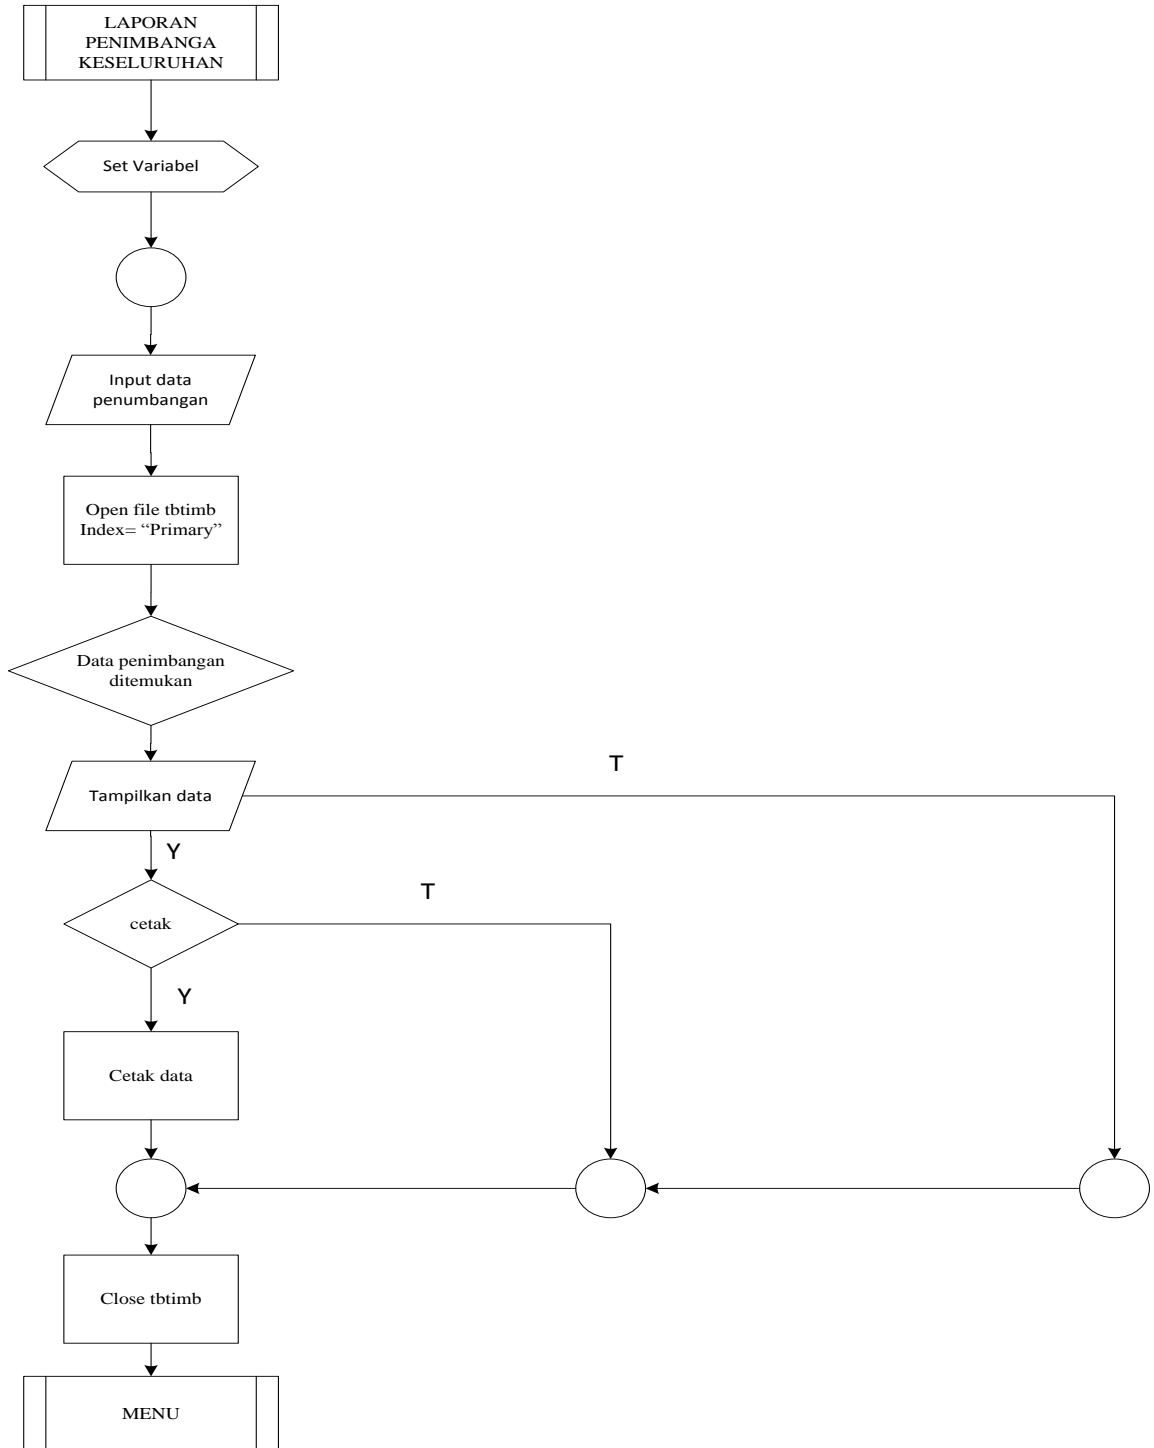 LAPORAN
PENIMBANGA
KESELURUHAN
Set Variabel
Input data
penumbangan
Open file tbtimb
Index= “Primary”
Data penimbangan
ditemukan
T
Tampilkan data
Y
T
cetak
Y
Cetak data
Close tbtimb
MENU